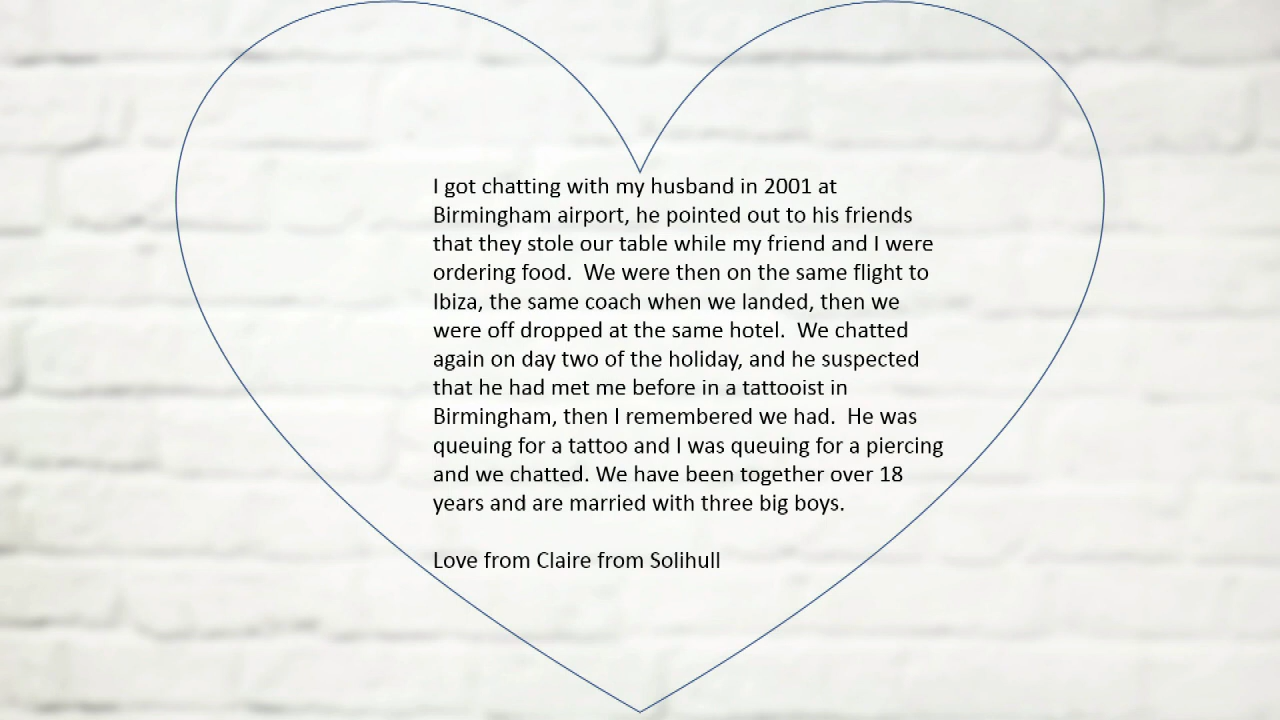 I got chatting with my husband in 2001 at
Birmingham airport, he pointed out to his friends
that they stole our table while my friend and I were
ordering food.  We were then on the same flight to
Ibiza, the same coach when we landed, then we
were off dropped at the same hotel.  We chatted
again on day two of the holiday, and he suspected
that he had met me before in a tattooist in
Birmingham, then I remembered we had.  He was
queuing for a tattoo and I was queuing for a piercing
and we chatted. We have been together over 18
years and are married with three big boys.
Love from Claire from Solihull